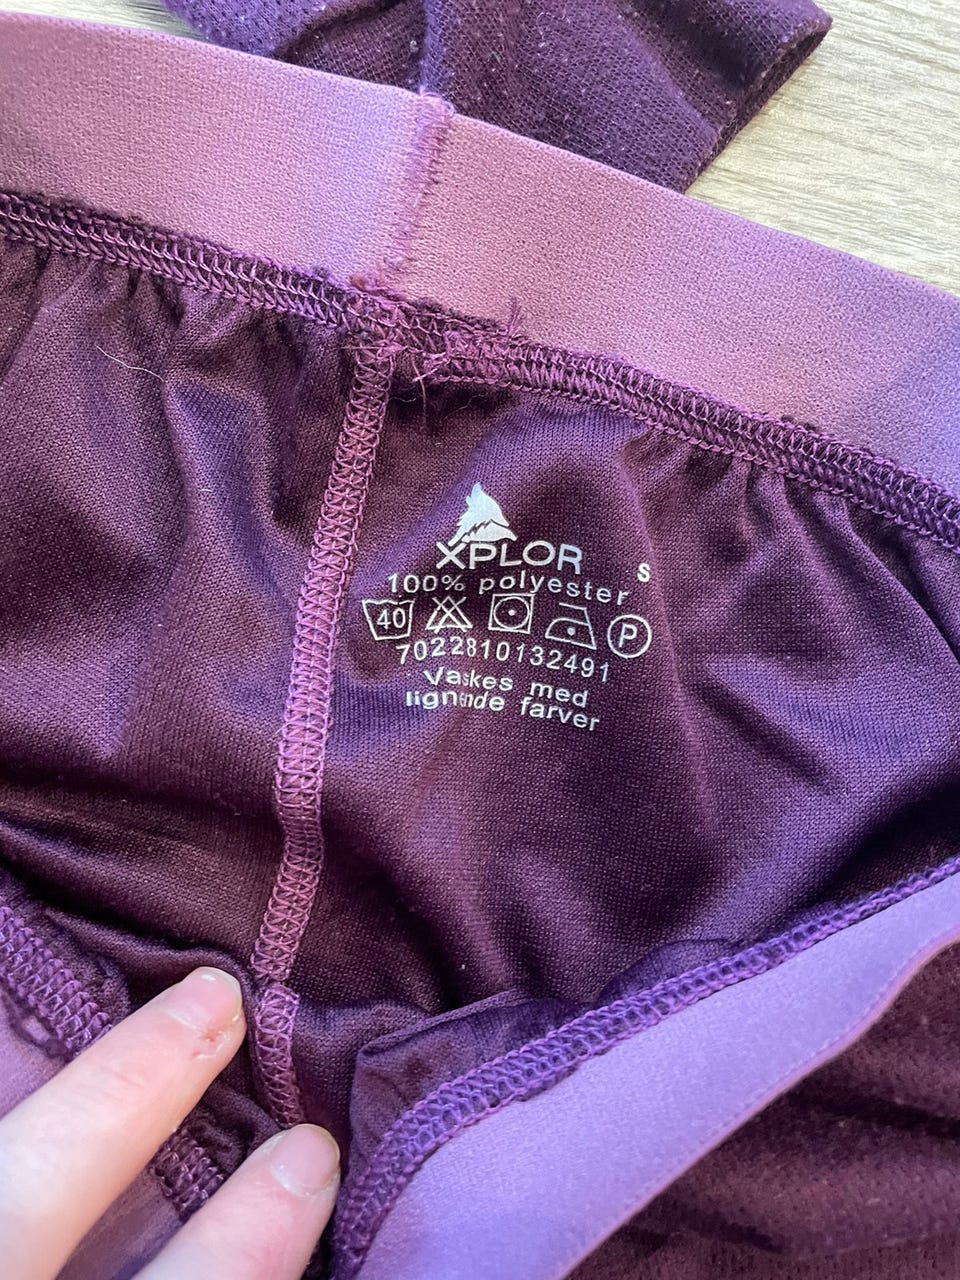 XPLOR
S
100% polyester
40 P
7022810132491
Vaskes med
lignende farver